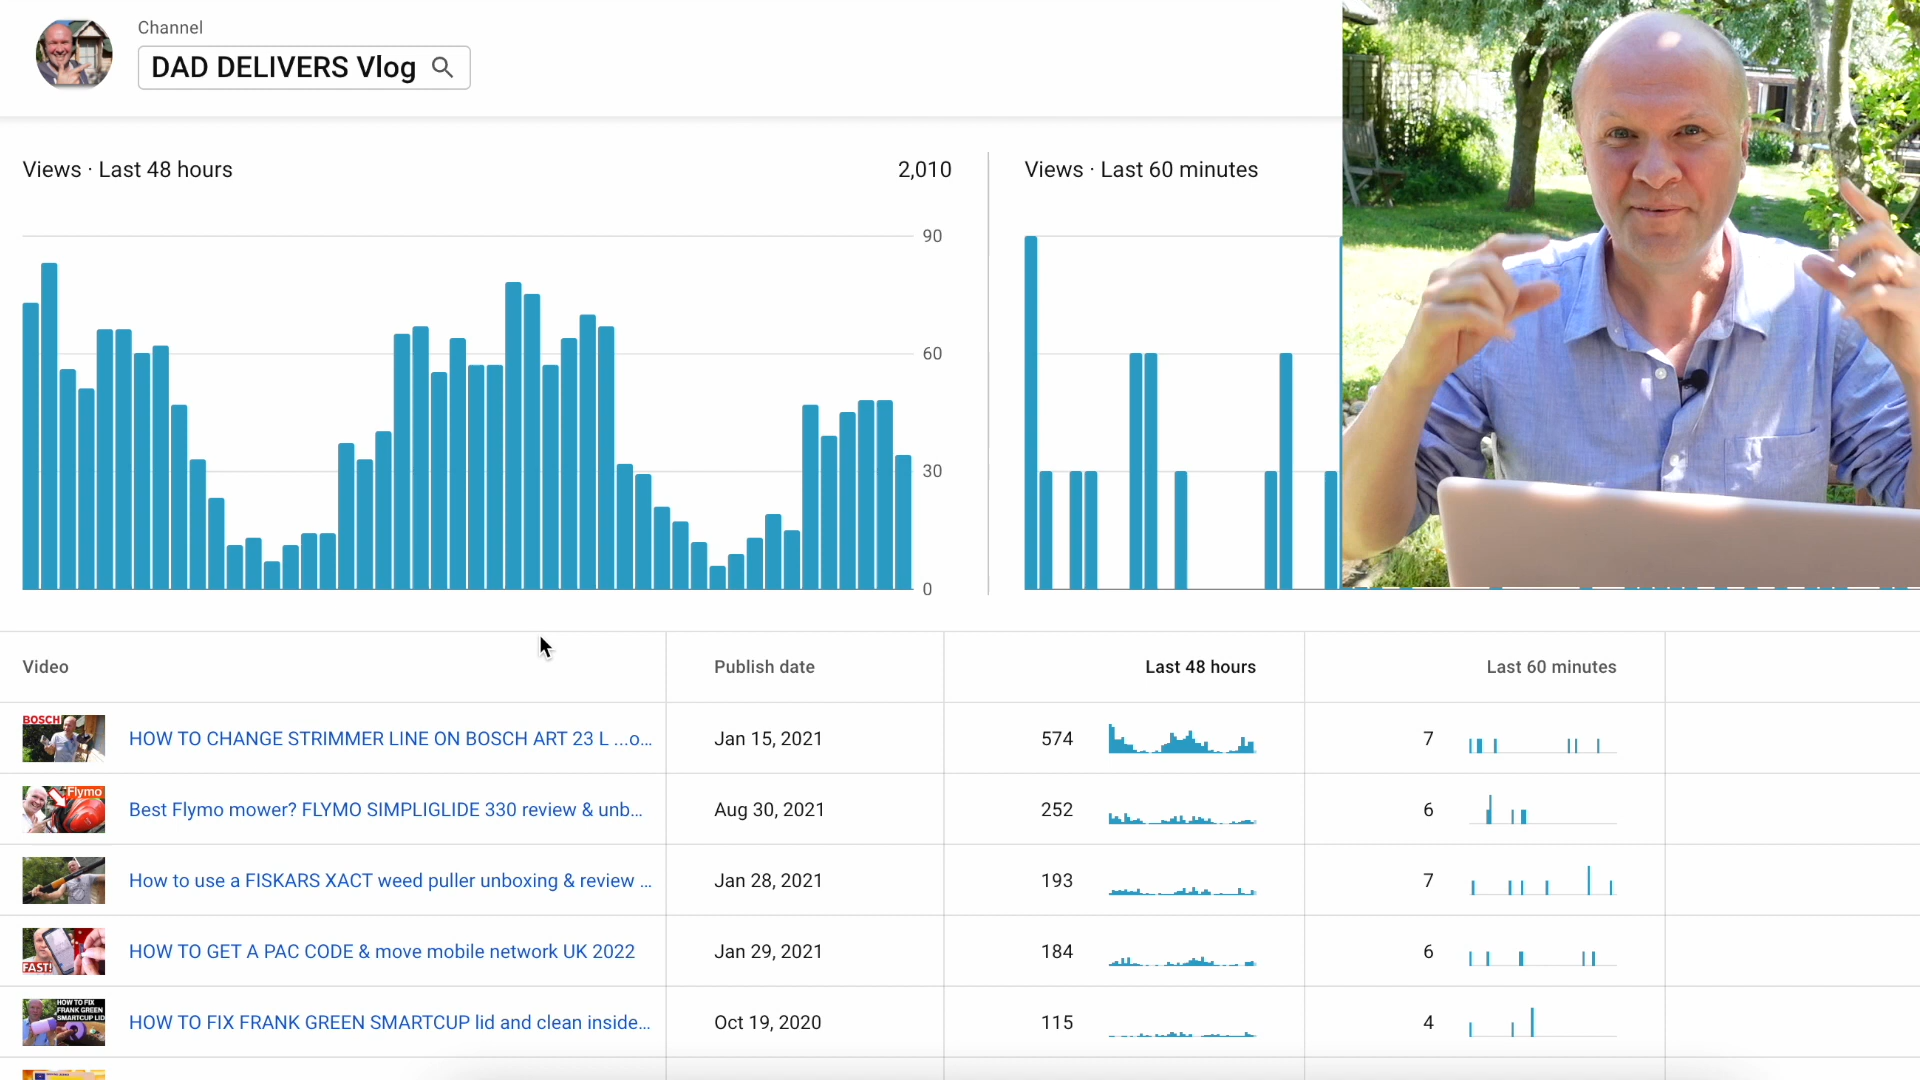 Channel
DAD DELIVERS Vlog
Views · Last 48 hours
2,010
90
60
30
0
Views · Last 60 minutes
Video
Publish date
Last 48 hours
Last 60 minutes
BOSCH
HOW TO CHANGE STRIMMER LINE ON BOSCH ART 23 L ...o...
Jan 15, 2021
574
7
Flymo
Best Flymo mower? FLYMO SIMPLIGLIDE 330 review & unb...
Aug 30, 2021
252
6
How to use a FISKARS XACT weed puller unboxing & review ...
Jan 28, 2021
193
7
FAST!
HOW TO GET A PAC CODE & move mobile network UK 2022
Jan 29, 2021
184
6
HOW TO FIX
FRANK GREEN
SMARTCUP LID
HOW TO FIX FRANK GREEN SMARTCUP lid and clean inside...
Oct 19, 2020
115
4